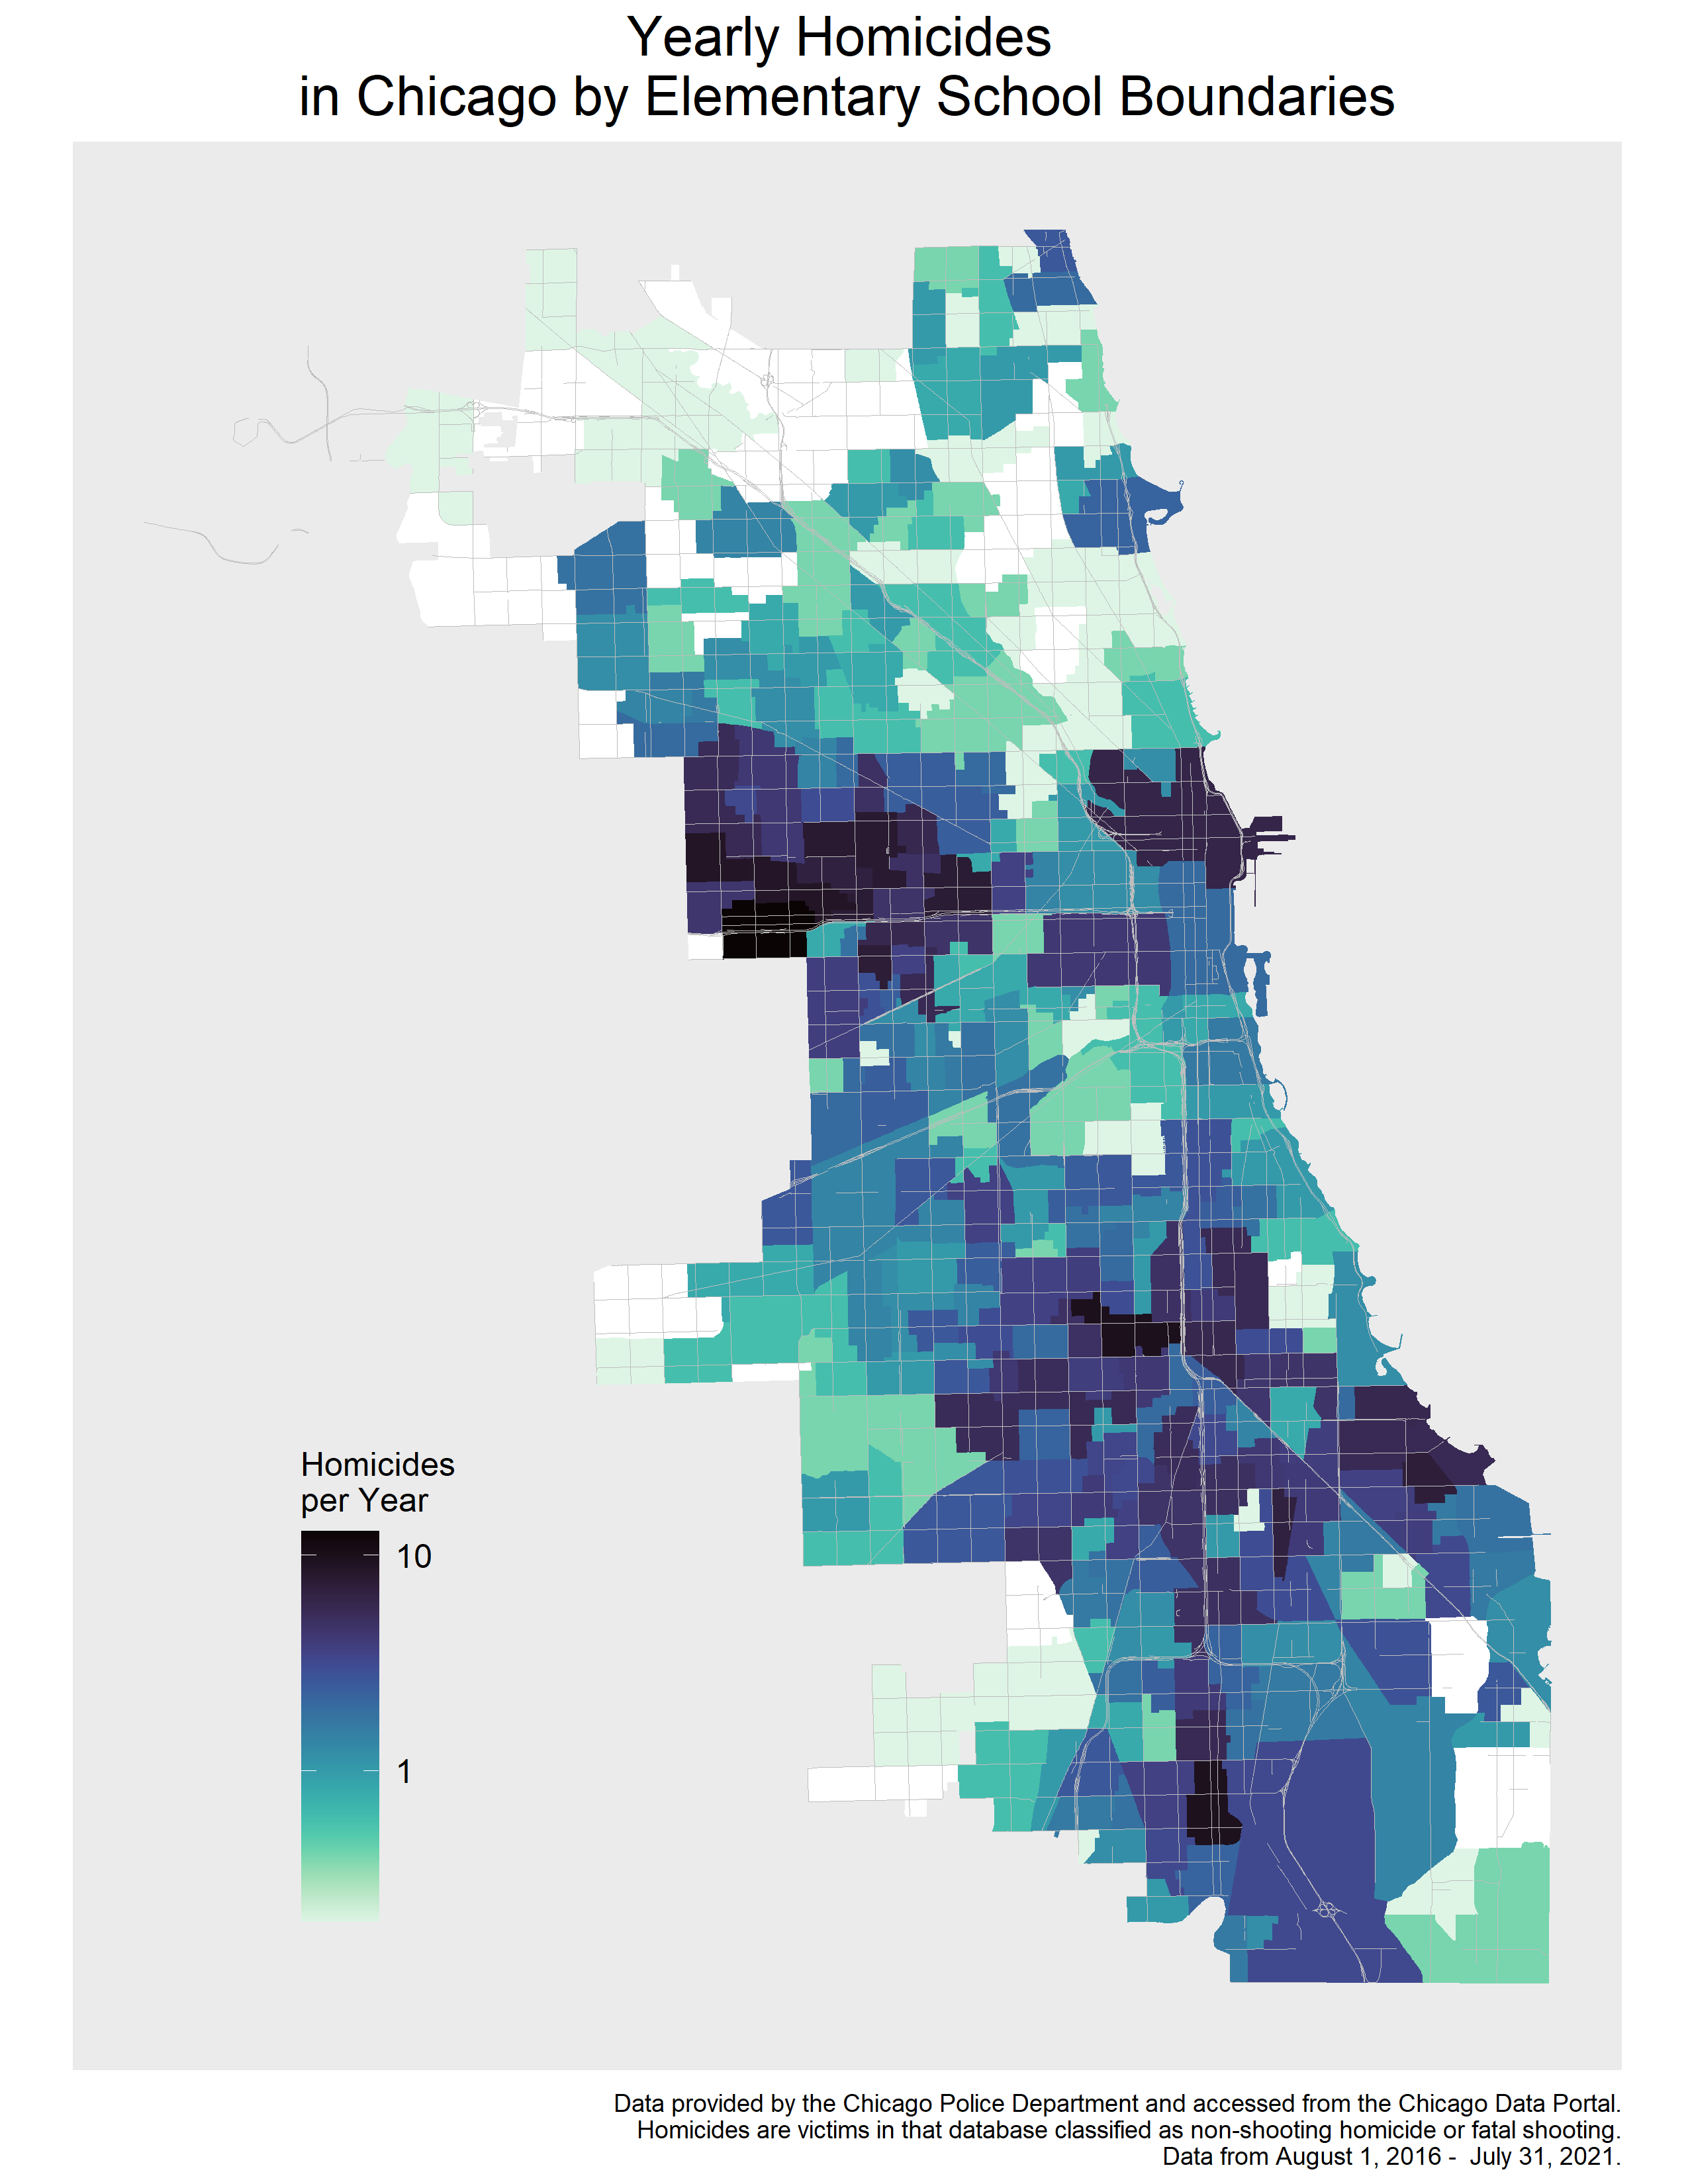 Yearly Homicides
in Chicago by Elementary School Boundaries
Homicides
per Year
10
1
Data provided by the Chicago Police Department and accessed from the Chicago Data Portal.
Homicides are victims in that database classified as non-shooting homicide or fatal shooting.
Data from August 1, 2016 -  July 31, 2021.